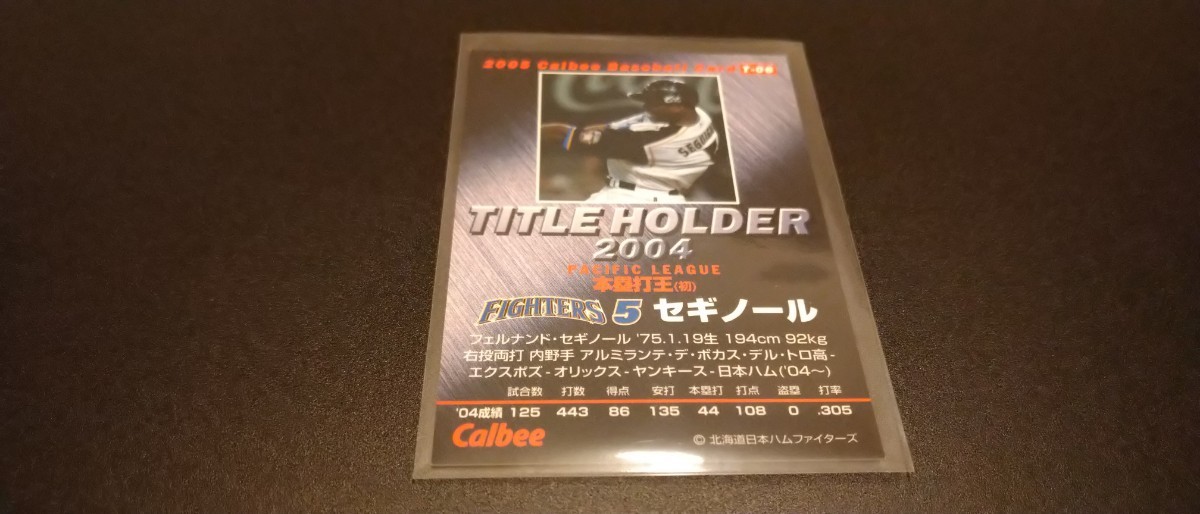 2005 Calbee Baseball Card T-06
SEGUIGNOL
TITLE HOLDER
2004
PACIFIC LEAGUE
本塁打王(初)
FIGHTERS 5 セギノール
フェルナンド・セギノール '75.1.19生 194cm 92kg
右投両打 内野手 アルミランテ・デ・ボカス・デル・トロ高-
エクスポズ-オリックス-ヤンキース-日本ハム('04〜)
試合数 打数 得点 安打 本塁打 打点 盗塁 打率
'04成績 125 443 86 135 44 108 0 .305
Calbee
© 北海道日本ハムファイターズ